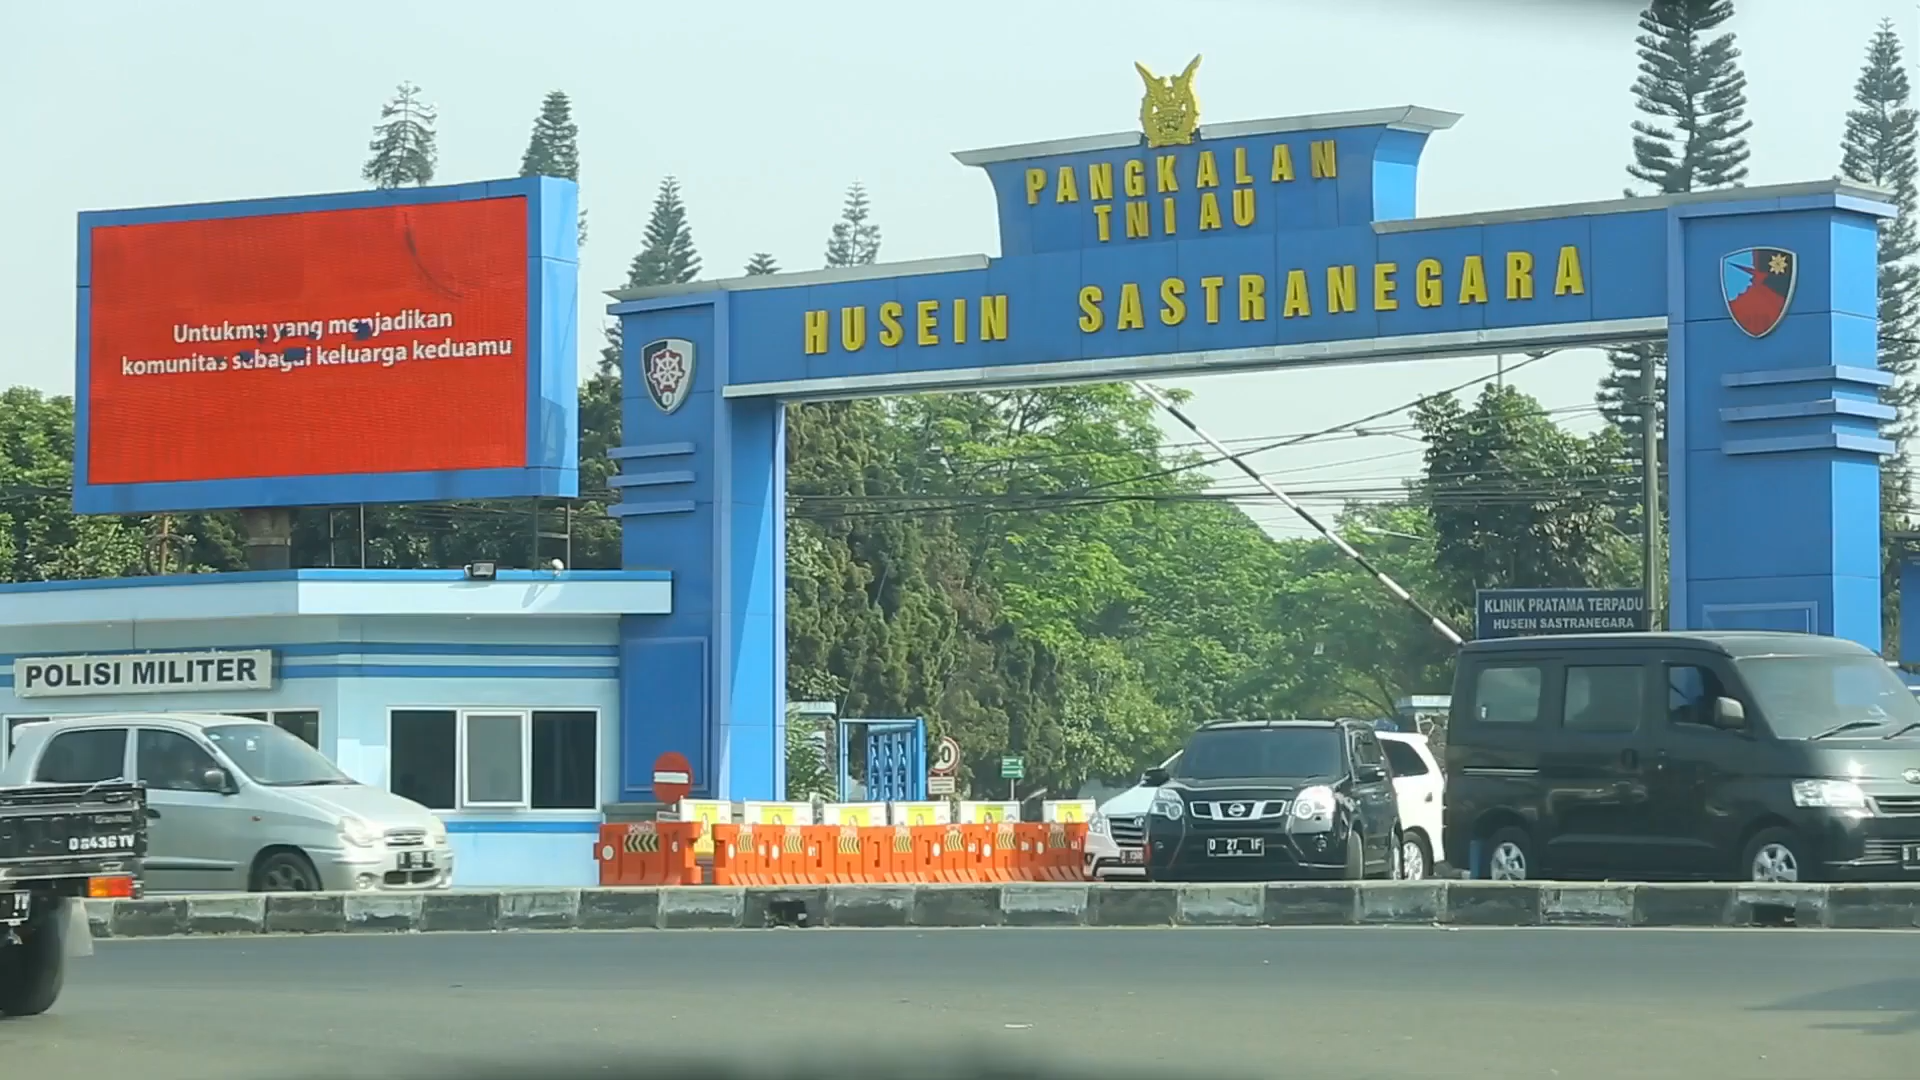 PANGKALAN
TNI AU
HUSEIN SASTRANEGARA
Untukmu yang menjadikan
komunitas sebagai keluarga keduamu
KLINIK PRATAMA TERPADU
HUSEIN SASTRANEGARA
POLISI MILITER
D 8436 TV
D 27 IF